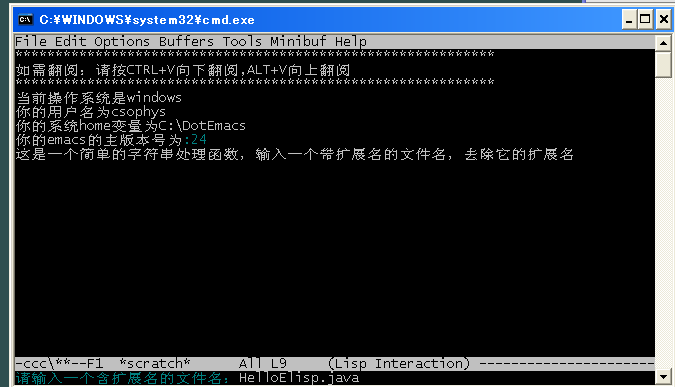 C:¥WINDOWS¥system32¥cmd.exe
File Edit Options Buffers Tools Minibuf Help
************************************************************
如需翻阅：请按CTRL+V向下翻阅,ALT+V向上翻阅
************************************************************
当前操作系统是windows
你的用户名为csophys
你的系统home变量为C:\DotEmacs
你的emacs的主版本号为:24
这是一个简单的字符串处理函数，输入一个带扩展名的文件名，去除它的扩展名
-ccc\**--F1  *scratch*      All L9     (Lisp Interaction) ----------------------
请输入一个含扩展名的文件名：HelloElisp.java